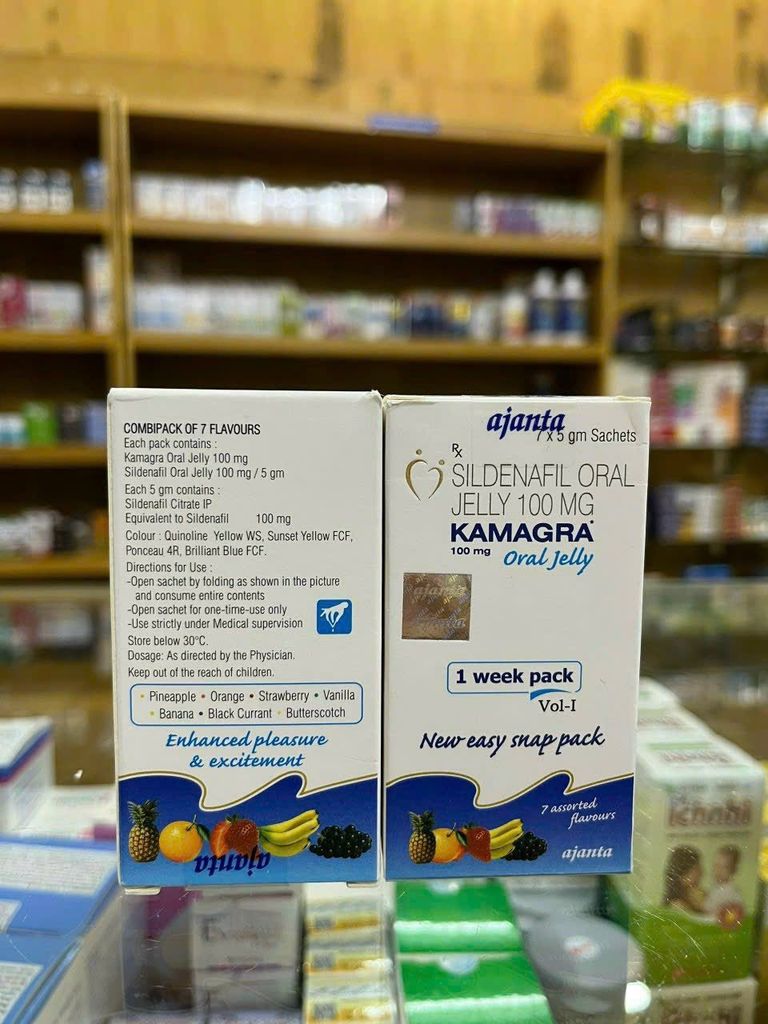 COMBIPACK OF 7 FLAVOURS
Each pack contains :
Kamagra Oral Jelly 100 mg
Sildenafil Oral Jelly 100 mg / 5 gm
Each 5 gm contains :
Sildenafil Citrate IP
Equivalent to Sildenafil 100 mg
Colour : Quinoline Yellow WS, Sunset Yellow FCF,
Ponceau 4R, Brilliant Blue FCF.
Directions for Use :
-Open sachet by folding as shown in the picture
and consume entire contents
-Open sachet for one-time-use only
-Use strictly under Medical supervision
Store below 30°C.
Dosage: As directed by the Physician.
Keep out of the reach of children.
• Pineapple • Orange • Strawberry • Vanilla
• Banana • Black Currant • Butterscotch
Enhanced pleasure
& excitement
ajanta
ajanta
7 x 5 gm Sachets
Rx
SILDENAFIL ORAL
JELLY 100 MG
KAMAGRA*
100 mg Oral Jelly
ajanta
ajanta
1 week pack
Vol-I
New easy snap pack
7 assorted
flavours
ajanta